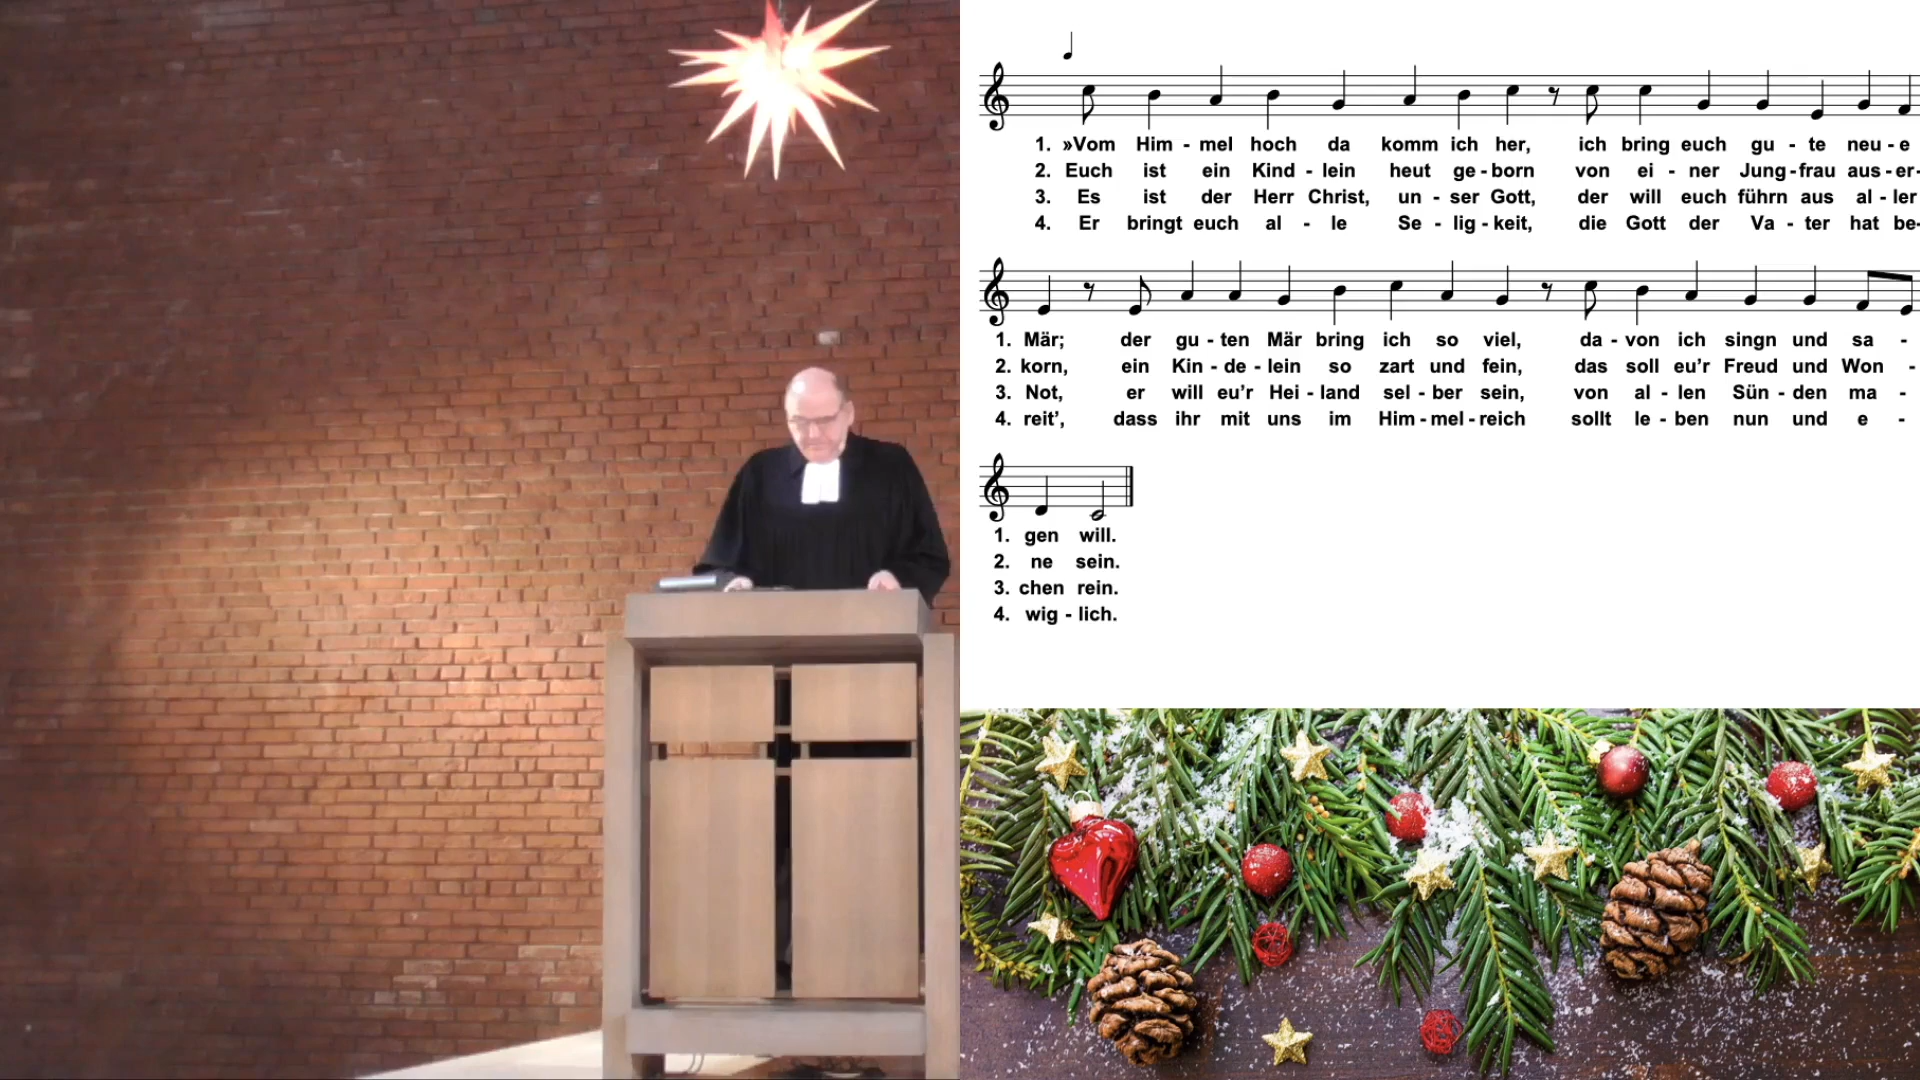 1. »Vom Him - mel hoch da komm ich her, ich bring euch gu - te neu - e
2. Euch ist ein Kind - lein heut ge - born von ei - ner Jung - frau aus - er-
3. Es ist der Herr Christ, un - ser Gott, der will euch führn aus al - ler
4. Er bringt euch al - le Se - lig - keit, die Gott der Va - ter hat be-
1. Mär; der gu - ten Mär bring ich so viel, da - von ich singn und sa -
2. korn, ein Kin - de - lein so zart und fein, das soll eu’r Freud und Won -
3. Not, er will eu’r Hei - land sel - ber sein, von al - len Sün - den ma -
4. reit’, dass ihr mit uns im Him - mel - reich sollt le - ben nun und e -
1. gen will.
2. ne sein.
3. chen rein.
4. wig - lich.